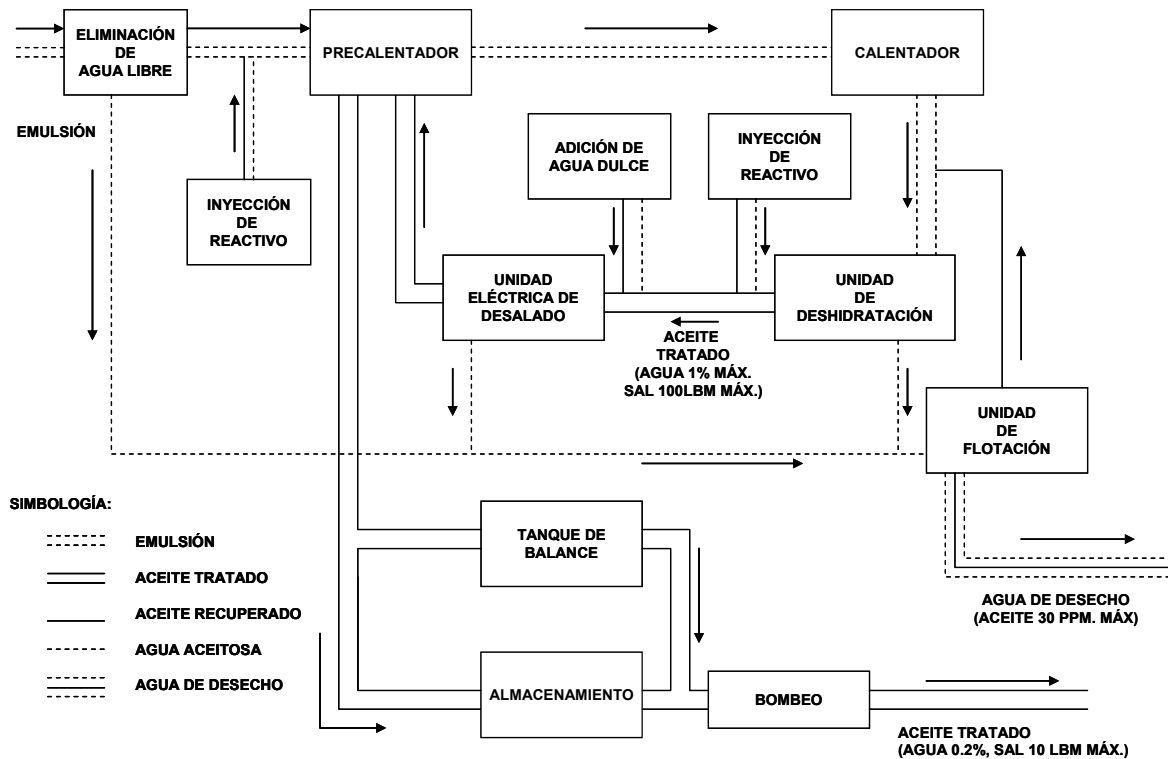 ELIMINACIÓN
DE
AGUA LIBRE
PRECALENTADOR
CALENTADOR
EMULSIÓN
INYECCIÓN
DE
REACTIVO
ADICIÓN DE
AGUA DULCE
INYECCIÓN
DE
REACTIVO
UNIDAD
ELÉCTRICA DE
DESALADO
UNIDAD
DE
DESHIDRATACIÓN
ACEITE
TRATADO
(AGUA 1% MÁX.
SAL 100LBM MÁX.)
UNIDAD
DE
FLOTACIÓN
SIMBOLOGÍA:
EMULSIÓN
ACEITE TRATADO
ACEITE RECUPERADO
AGUA ACEITOSA
AGUA DE DESECHO
TANQUE DE
BALANCE
AGUA DE DESECHO
(ACEITE 30 PPM. MÁX)
ALMACENAMIENTO
BOMBEO
ACEITE TRATADO
(AGUA 0.2%, SAL 10 LBM MÁX.)